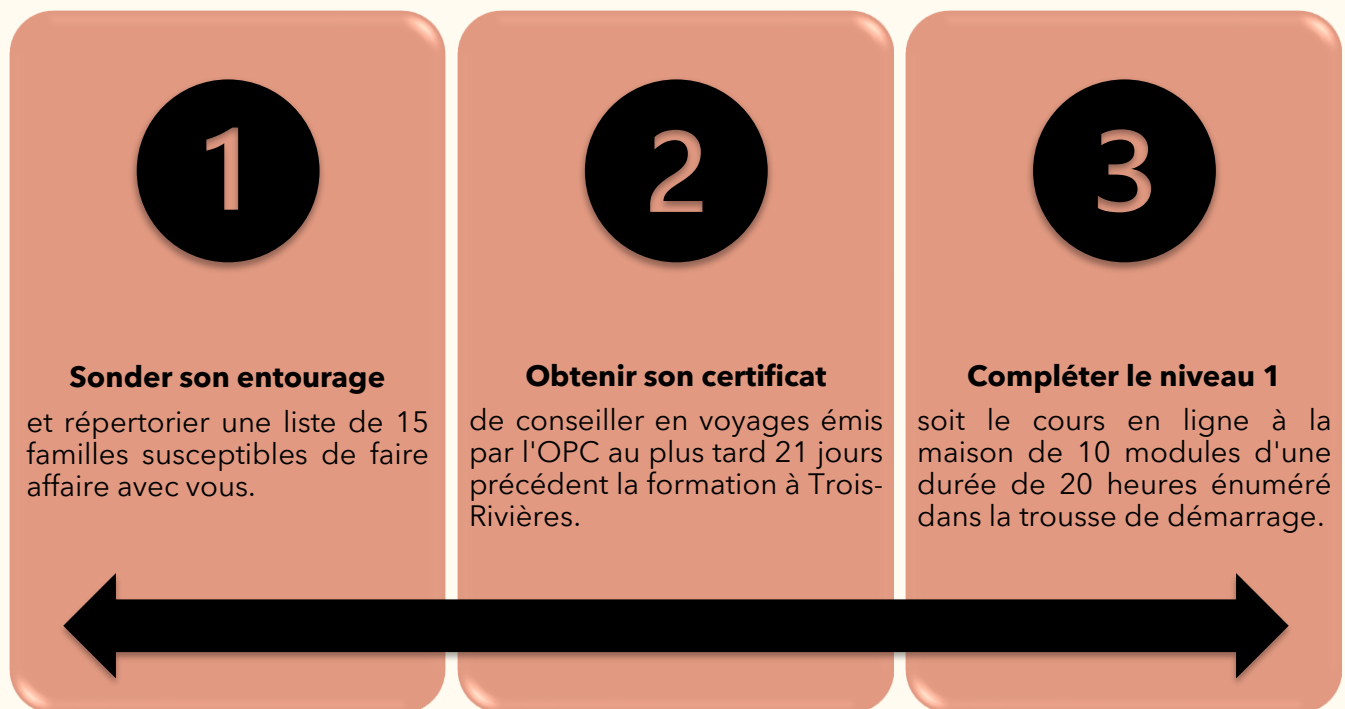 1
Sonder son entourage
et répertorier une liste de 15
familles susceptibles de faire
affaire avec vous.
2
Obtenir son certificat
de conseiller en voyages émis
par l'OPC au plus tard 21 jours
précédent la formation à Trois-
Rivières.
3
Compléter le niveau 1
soit le cours en ligne à la
maison de 10 modules d'une
durée de 20 heures énuméré
dans la trousse de démarrage.